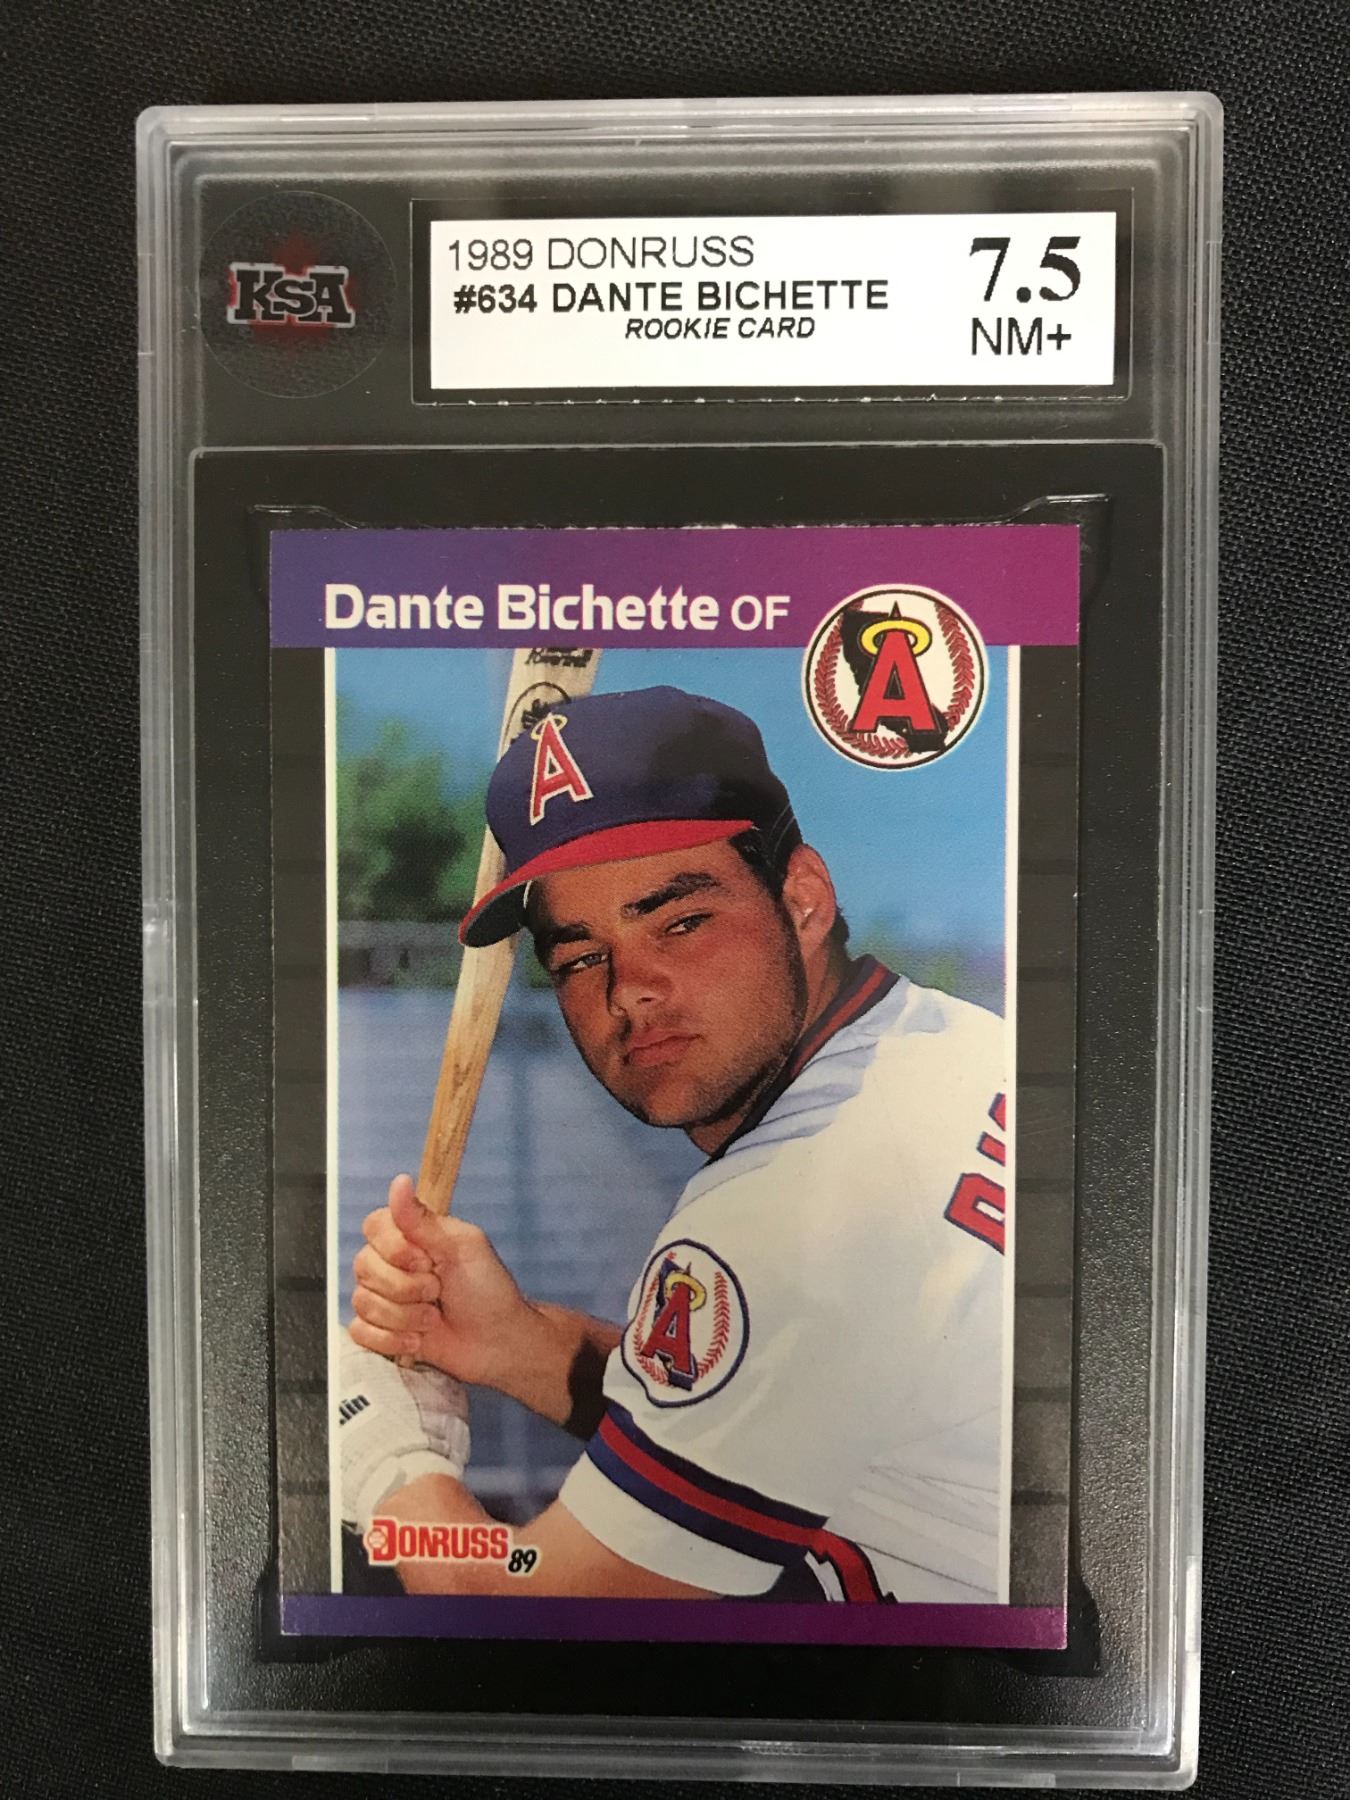 KSA
1989 DONRUSS
#634 DANTE BICHETTE
ROOKIE CARD
7.5
NM+
Dante Bichette OF
A
A
A
DONRUSS 89